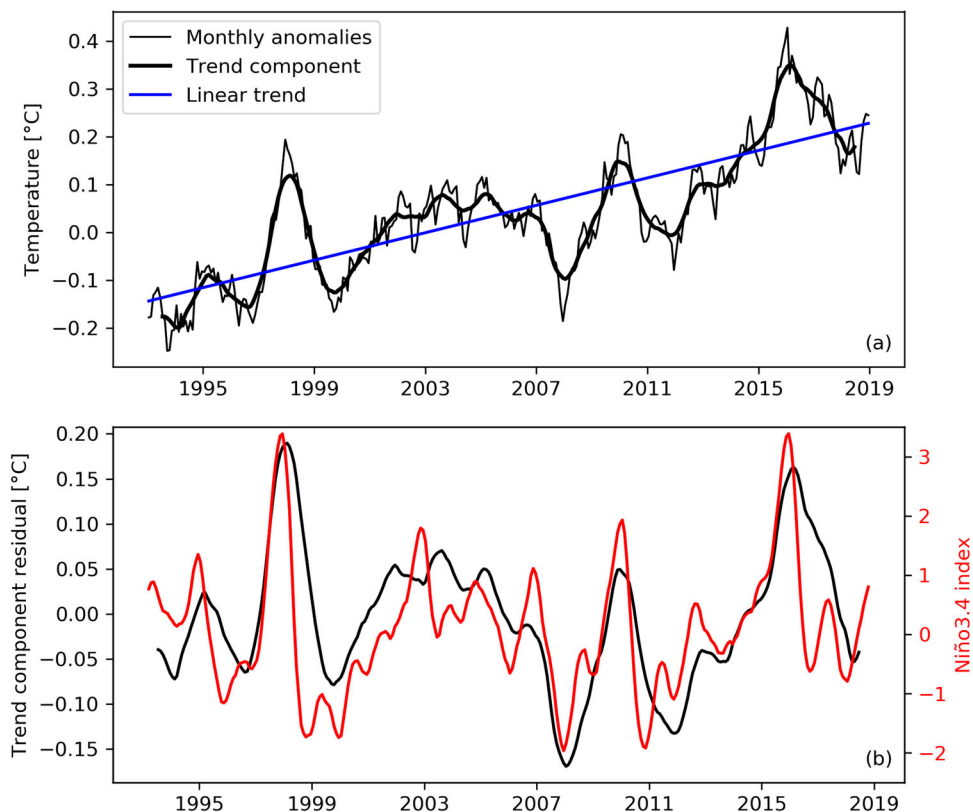 Monthly anomalies
Trend component
Linear trend
Temperature [°C]
0.4
0.3
0.2
0.1
0.0
−0.1
−0.2
(a)
1995 1999 2003 2007 2011 2015 2019
Trend component residual [°C]
0.20
0.15
0.10
0.05
0.00
−0.05
−0.10
−0.15
3
2
1
0
−1
−2
Niño3.4 index
(b)
1995 1999 2003 2007 2011 2015 2019